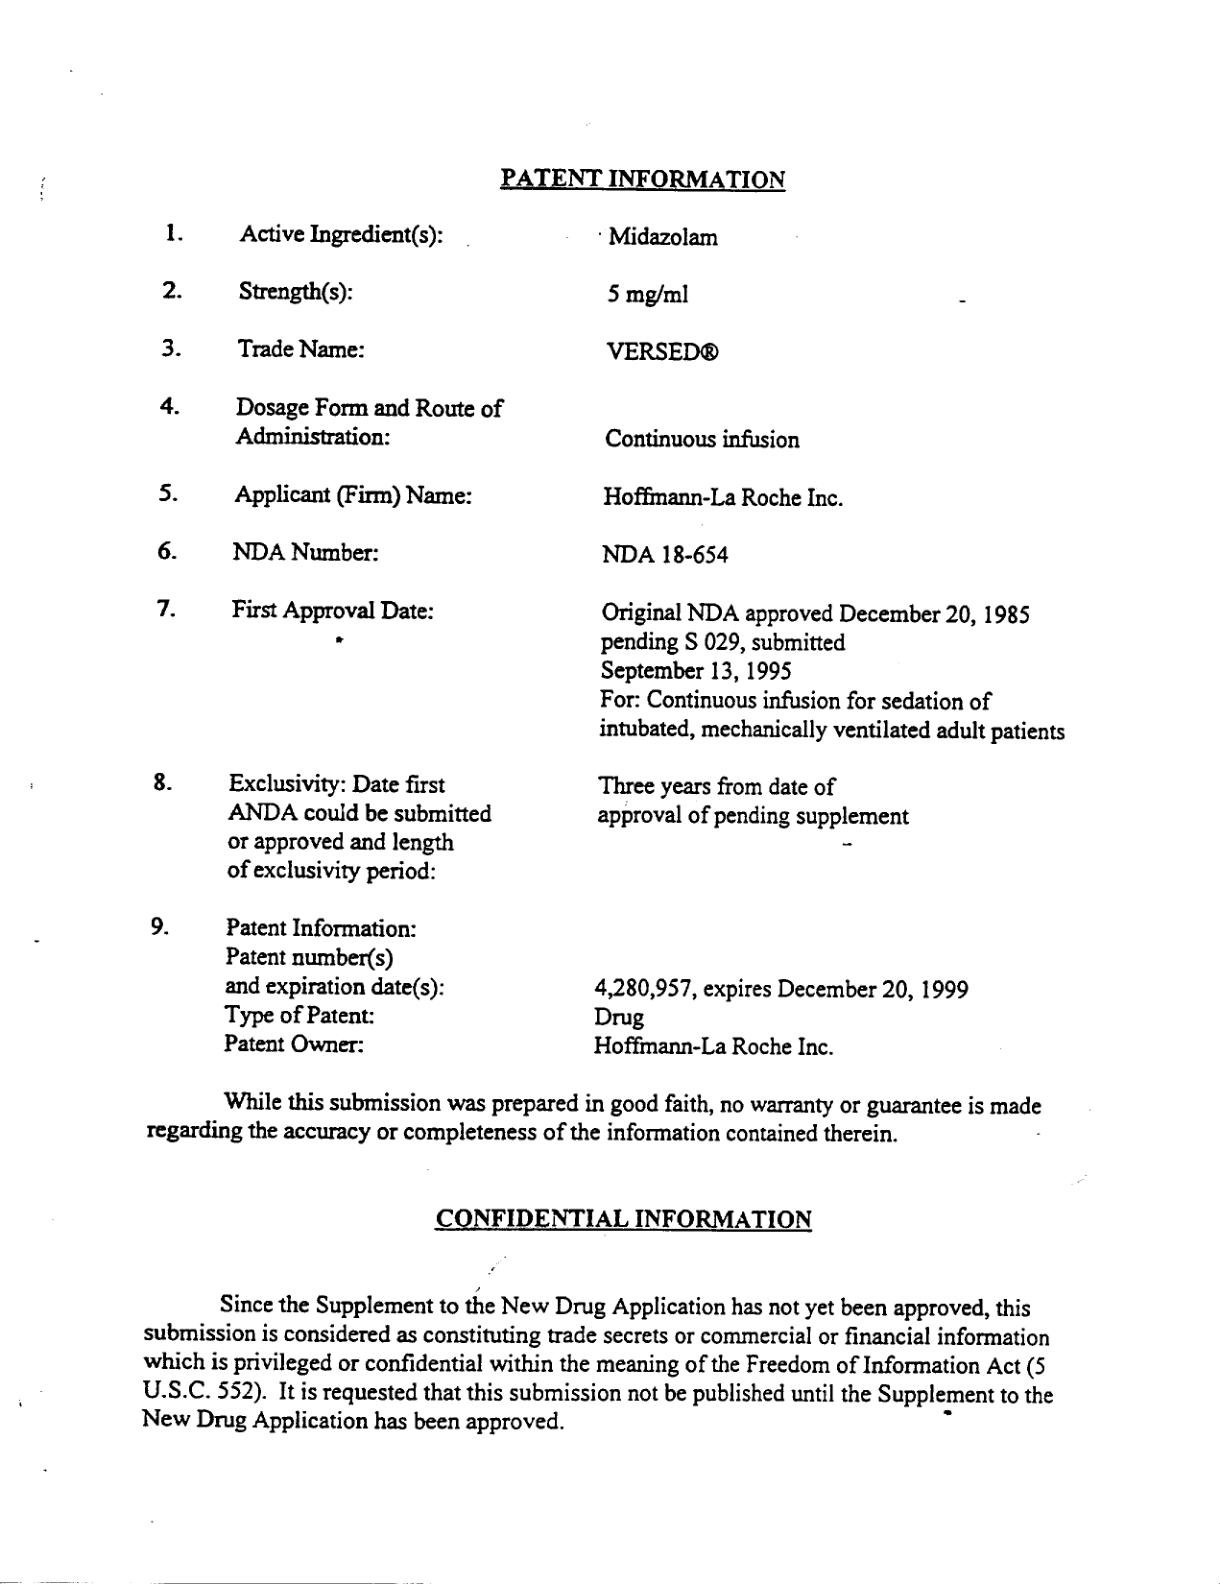 PATENT INFORMATION
1. Active Ingredient(s): Midazolam
2. Strength(s): 5 mg/ml
3. Trade Name: VERSED®
4. Dosage Form and Route of
Administration: Continuous infusion
5. Applicant (Firm) Name: Hoffmann-La Roche Inc.
6. NDA Number: NDA 18-654
7. First Approval Date: Original NDA approved December 20, 1985
pending S 029, submitted
September 13, 1995
For: Continuous infusion for sedation of
intubated, mechanically ventilated adult patients
8. Exclusivity: Date first Three years from date of
ANDA could be submitted approval of pending supplement
or approved and length
of exclusivity period:
9. Patent Information:
Patent number(s)
and expiration date(s): 4,280,957, expires December 20, 1999
Type of Patent: Drug
Patent Owner: Hoffmann-La Roche Inc.
While this submission was prepared in good faith, no warranty or guarantee is made
regarding the accuracy or completeness of the information contained therein.
CONFIDENTIAL INFORMATION
Since the Supplement to the New Drug Application has not yet been approved, this
submission is considered as constituting trade secrets or commercial or financial information
which is privileged or confidential within the meaning of the Freedom of Information Act (5
U.S.C. 552). It is requested that this submission not be published until the Supplement to the
New Drug Application has been approved.